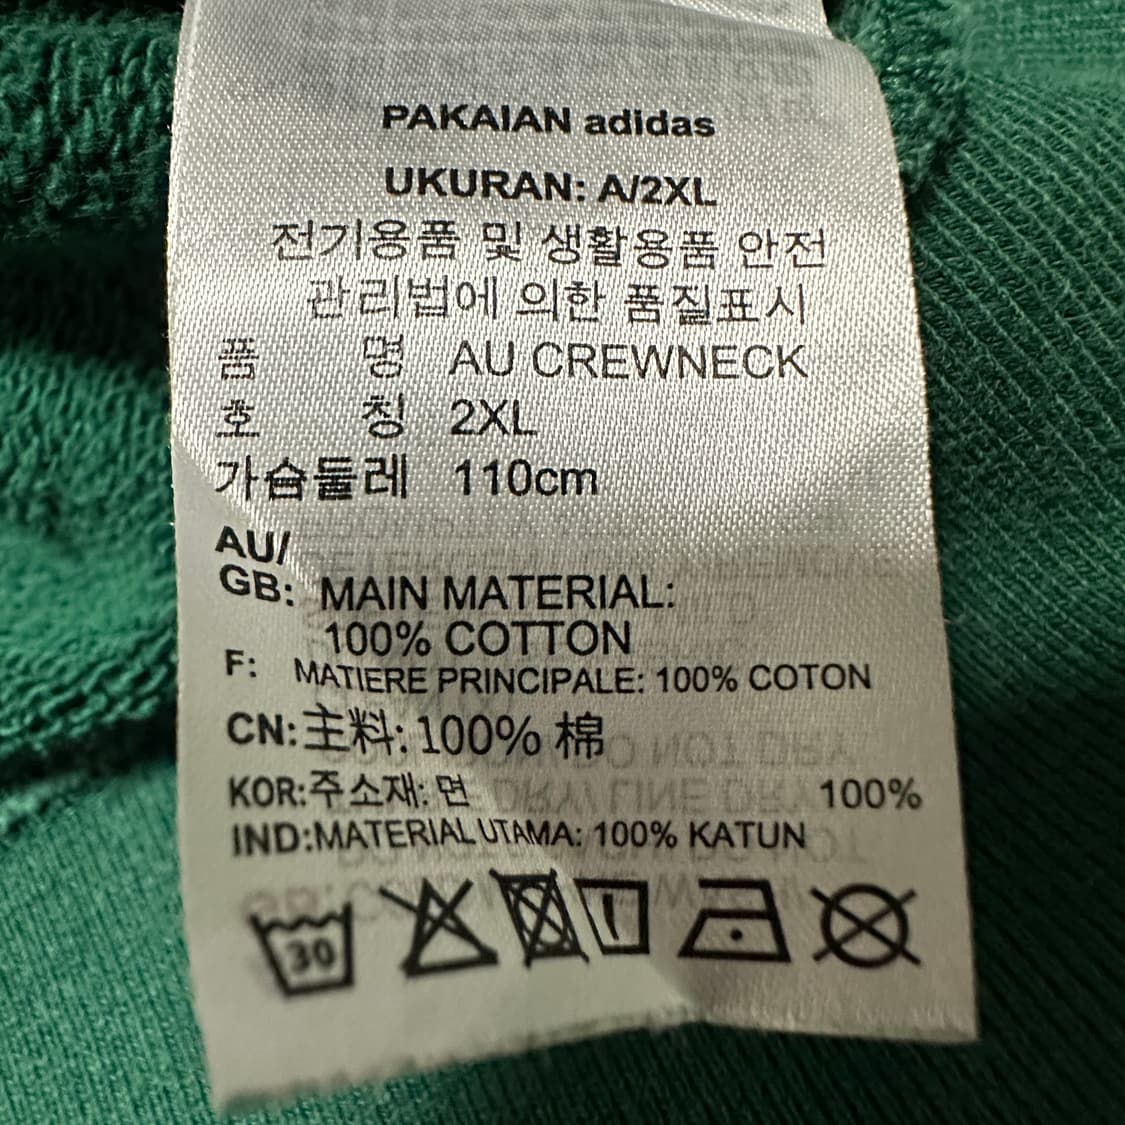 PAKAIAN adidas
UKURAN: A/2XL
전기용품 및 생활용품 안전
관리법에 의한 품질표시
품 명 AU CREWNECK
호 칭 2XL
가슴둘레 110cm
AU/
GB: MAIN MATERIAL:
100% COTTON
F: MATIERE PRINCIPALE: 100% COTON
CN:主料: 100% 棉
KOR:주소재: 면 100%
IND:MATERIAL UTAMA: 100% KATUN
30